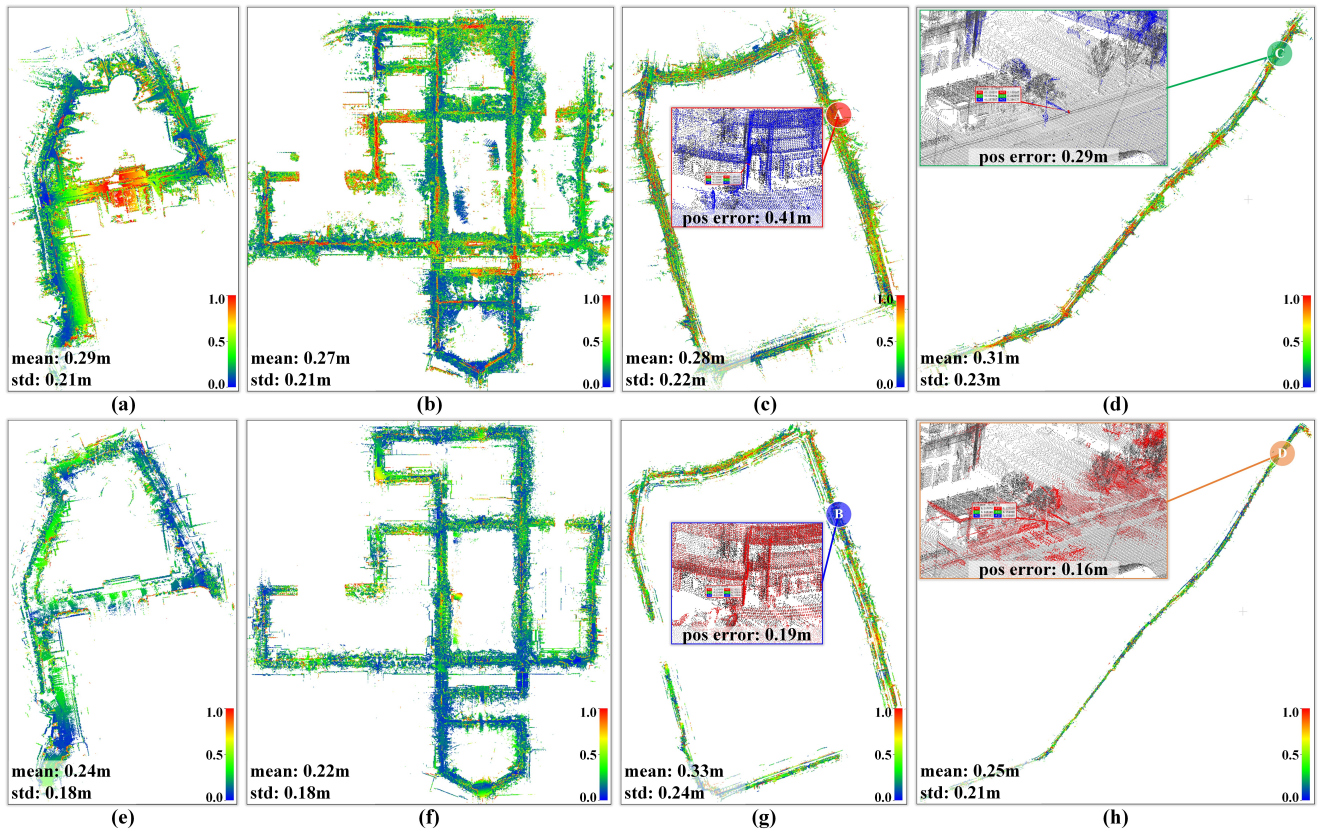 C
A
pos error: 0.29m
pos error: 0.41m
1.0
1.0
1.0
1.0
0.5
0.5
0.5
0.5
mean: 0.29m
mean: 0.27m
mean: 0.28m
mean: 0.31m
std: 0.21m
std: 0.21m
std: 0.22m
std: 0.23m
0.0
0.0
0.0
0.0
(a)
(b)
(c)
(d)
D
B
pos error: 0.16m
pos error: 0.19m
1.0
1.0
1.0
1.0
0.5
0.5
0.5
0.5
mean: 0.24m
mean: 0.22m
mean: 0.33m
mean: 0.25m
std: 0.18m
std: 0.18m
std: 0.24m
std: 0.21m
0.0
0.0
0.0
0.0
(e)
(f)
(g)
(h)